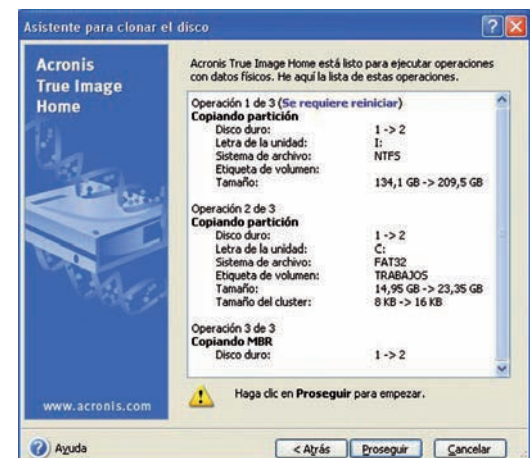 Asistente para clonar el disco
Acronis
True Image
Home
Acronis True Image Home está listo para ejecutar operaciones
con datos físicos. He aquí la lista de estas operaciones.
Operación 1 de 3 (Se requiere reiniciar)
Copiando partición
Disco duro: 1 -> 2
Letra de la unidad: I:
Sistema de archivo: NTFS
Etiqueta de volumen:
Tamaño: 134,1 GB -> 209,5 GB
Operación 2 de 3
Copiando partición
Disco duro: 1 -> 2
Letra de la unidad: C:
Sistema de archivo: FAT32
Etiqueta de volumen: TRABAJOS
Tamaño: 14,95 GB -> 23,35 GB
Tamaño del cluster: 8 KB -> 16 KB
Operación 3 de 3
Copiando MBR
Disco duro: 1 -> 2
Haga clic en Proseguir para empezar.
www.acronis.com
Ayuda
< Atrás
Proseguir
Cancelar